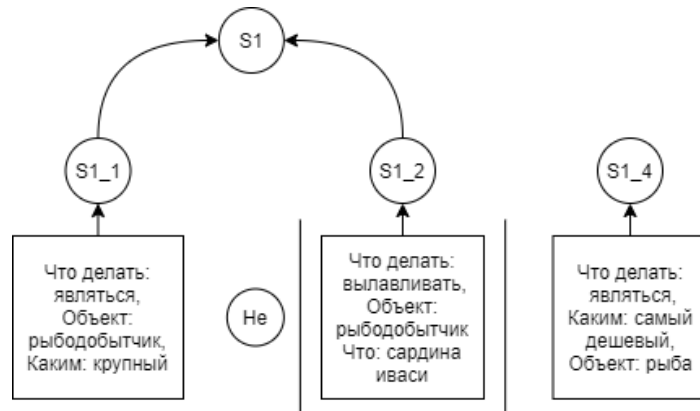 S1
S1_1
S1_2
S1_4
Что делать:
являться,
Объект:
рыбодобытчик,
Каким: крупный
Не
Что делать:
вылавливать,
Объект:
рыбодобытчик
Что: сардина
иваси
Что делать:
являться,
Каким: самый
дешевый,
Объект: рыба